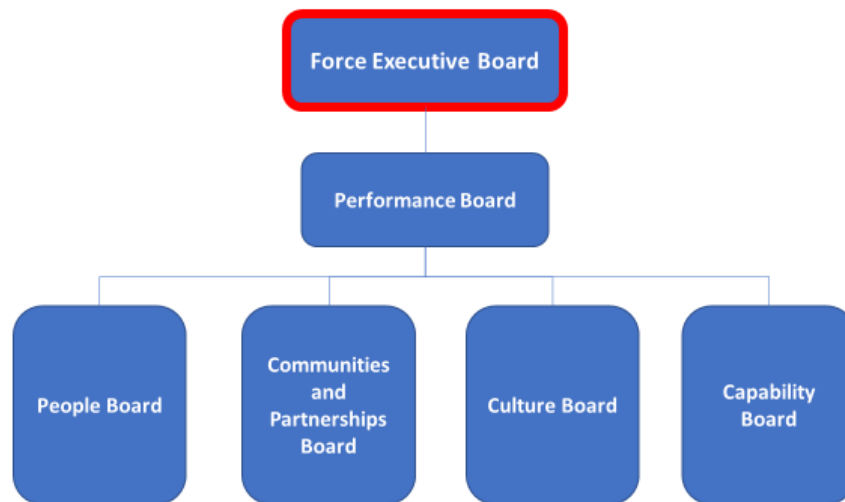 Force Executive Board
Performance Board
People Board
Communities
and
Partnerships
Board
Culture Board
Capability
Board